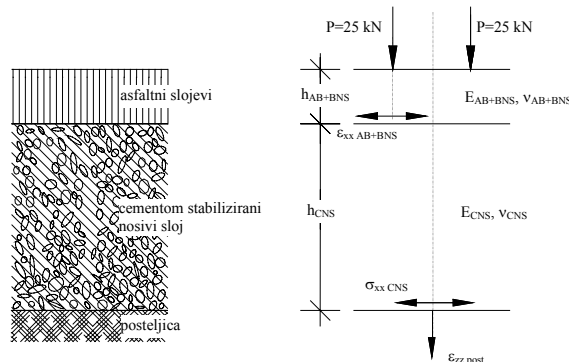 P=25 kN P=25 kN
asfaltni slojevi
h_AB+BNS
E_AB+BNS, ν_AB+BNS
ε_xx AB+BNS
cementom stabilizirani
nosivi sloj
h_CNS
E_CNS, ν_CNS
σ_xx CNS
posteljica
ε_zz post